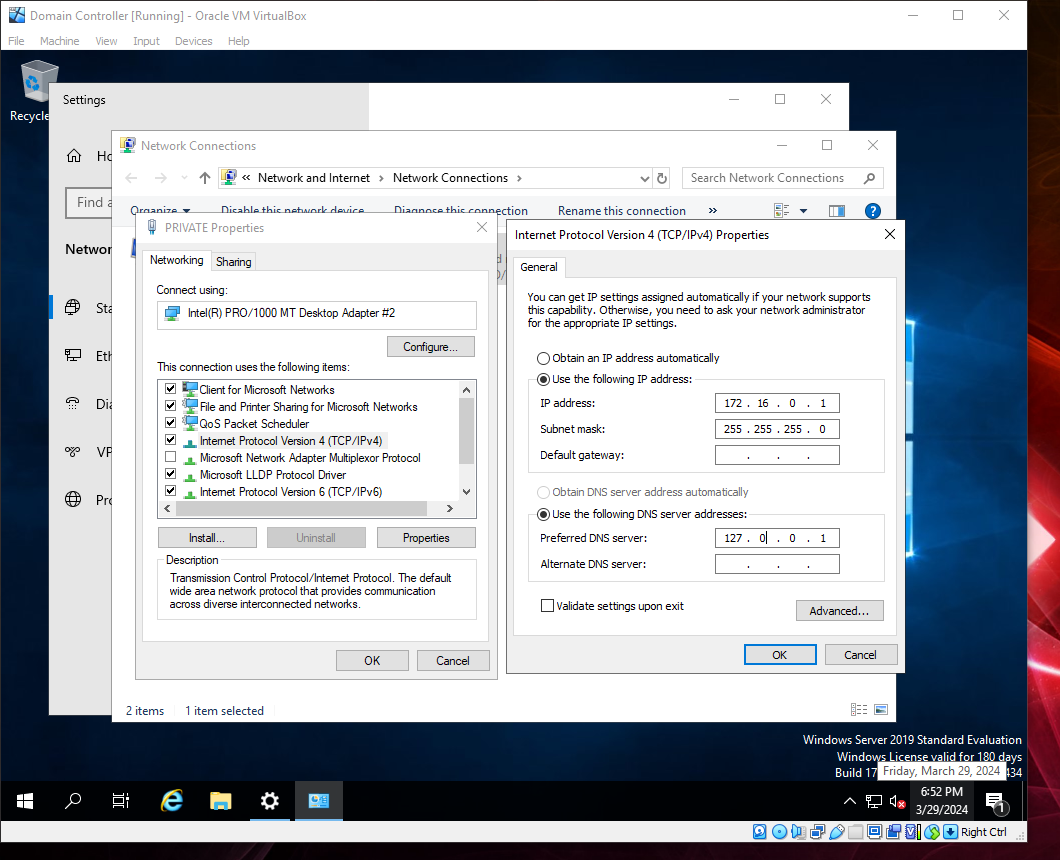 Domain Controller [Running] - Oracle VM VirtualBox
File Machine View Input Devices Help
Recycle
Settings
Find a
Networ
Sta
Eth
Dia
VP
Network Connections
« Network and Internet › Network Connections ›
Search Network Connections
Organize Disable this network device Diagnose this connection Rename this connection »
PRIVATE Properties
Networking Sharing
Connect using:
Intel(R) PRO/1000 MT Desktop Adapter #2
Configure...
This connection uses the following items:
Client for Microsoft Networks
File and Printer Sharing for Microsoft Networks
QoS Packet Scheduler
Internet Protocol Version 4 (TCP/IPv4)
Microsoft Network Adapter Multiplexor Protocol
Microsoft LLDP Protocol Driver
Internet Protocol Version 6 (TCP/IPv6)
Install... Uninstall Properties
Description
Transmission Control Protocol/Internet Protocol. The default
wide area network protocol that provides communication
across diverse interconnected networks.
OK Cancel
Internet Protocol Version 4 (TCP/IPv4) Properties
General
You can get IP settings assigned automatically if your network supports
this capability. Otherwise, you need to ask your network administrator
for the appropriate IP settings.
Obtain an IP address automatically
Use the following IP address:
IP address: 172 . 16 . 0 . 1
Subnet mask: 255 . 255 . 255 . 0
Default gateway: . . .
Obtain DNS server address automatically
Use the following DNS server addresses:
Preferred DNS server: 127 . 0 . 0 . 1
Alternate DNS server: . . .
Validate settings upon exit
Advanced...
OK Cancel
2 items 1 item selected
Windows Server 2019 Standard Evaluation
Windows License valid for 180 days
Build 17
434
Friday, March 29, 2024
6:52 PM
3/29/2024
1
Right Ctrl